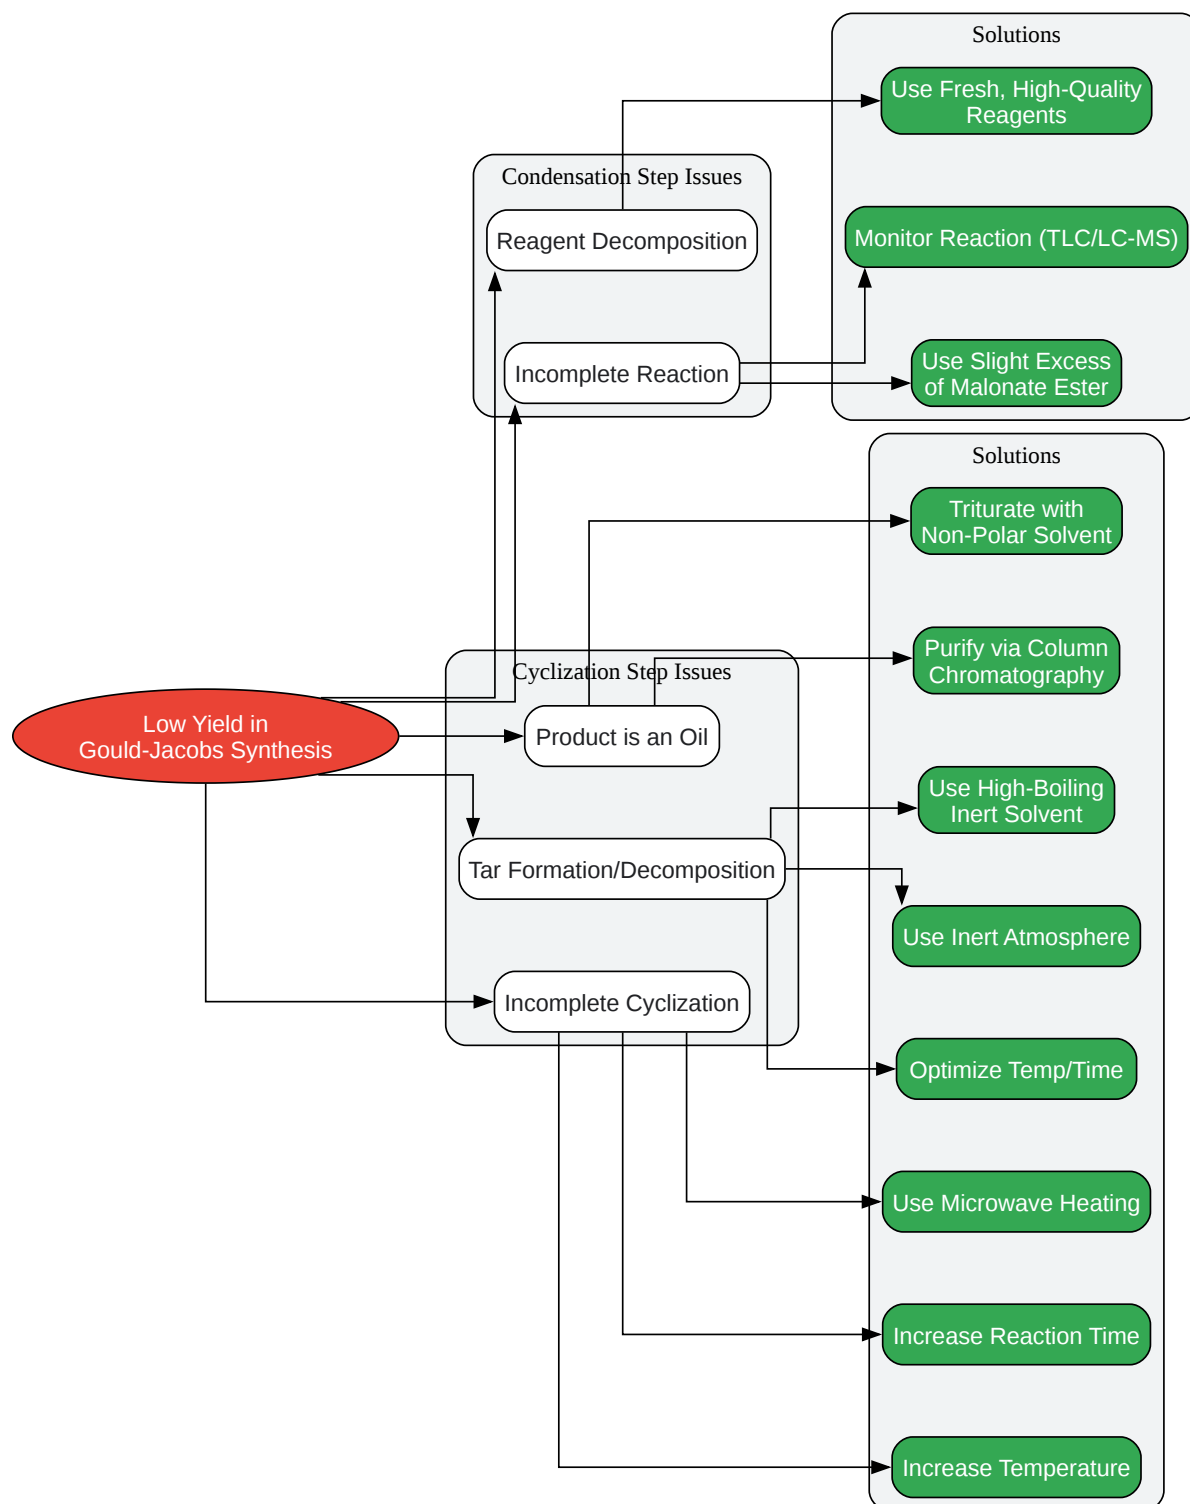 Solutions
Use Fresh, High-Quality
Reagents
Condensation Step Issues
Reagent Decomposition
Monitor Reaction (TLC/LC-MS)
Incomplete Reaction
Use Slight Excess
of Malonate Ester
Solutions
Triturate with
Non-Polar Solvent
Purify via Column
Chromatography
Cyclization Step Issues
Low Yield in
Gould-Jacobs Synthesis
Product is an Oil
Use High-Boiling
Inert Solvent
Tar Formation/Decomposition
Use Inert Atmosphere
Incomplete Cyclization
Optimize Temp/Time
Use Microwave Heating
Increase Reaction Time
Increase Temperature